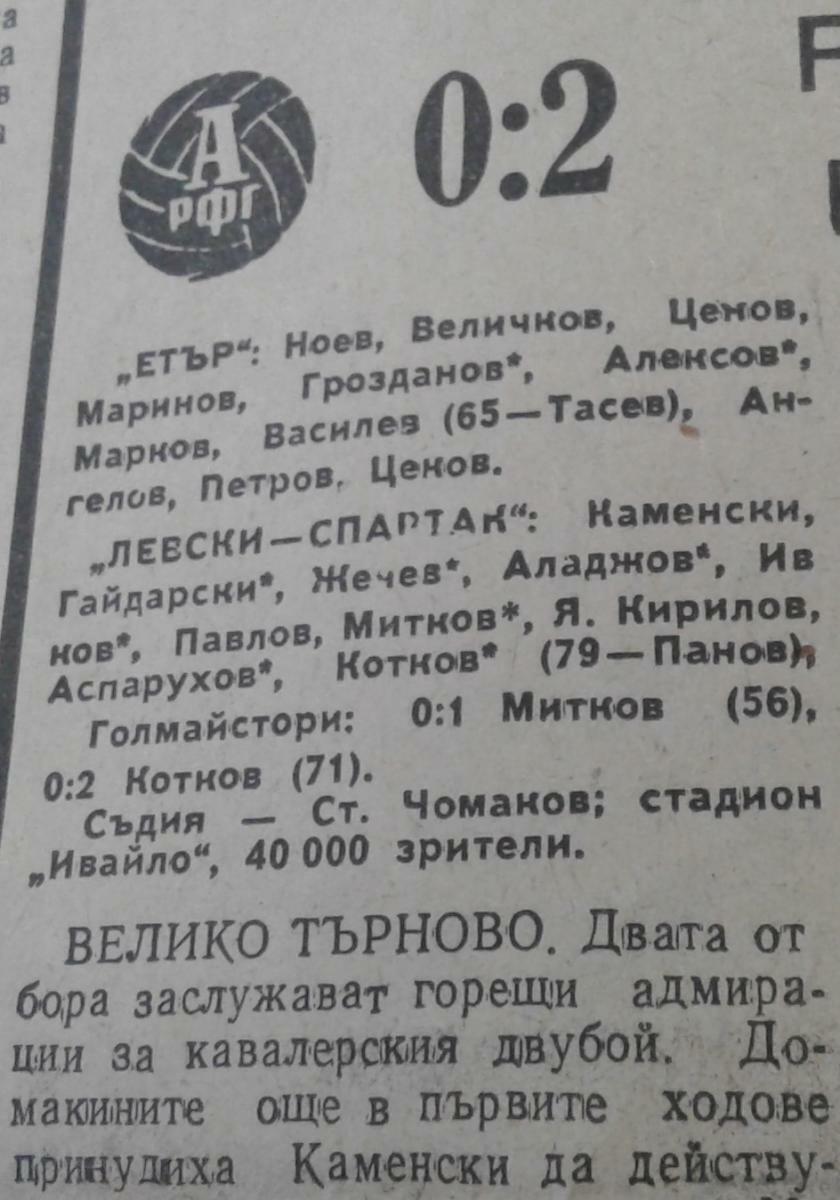 А
РФГ
0:2
„ЕТЪР“: Ноев, Величков, Ценов,
Маринов, Грозданов*, Алексов*,
Марков, Василев (65—Тасев), Ан-
гелов, Петров, Цеков.
„ЛЕВСКИ—СПАРТАК“: Каменски,
Гайдарски*, Жечев*, Аладжов*, Ив
ков*, Павлов, Митков*, Я. Кирилов,
Аспарухов*, Котков* (79—Панов),
Голмайстори: 0:1 Митков (56),
0:2 Котков (71).
Съдия — Ст. Чомаков; стадион
„Ивайло“, 40 000 зрители.
ВЕЛИКО ТЪРНОВО. Двата от
бора заслужават горещи адмира-
ции за кавалерския двубой. До-
макините още в първите ходове
принудиха Каменски да действу-